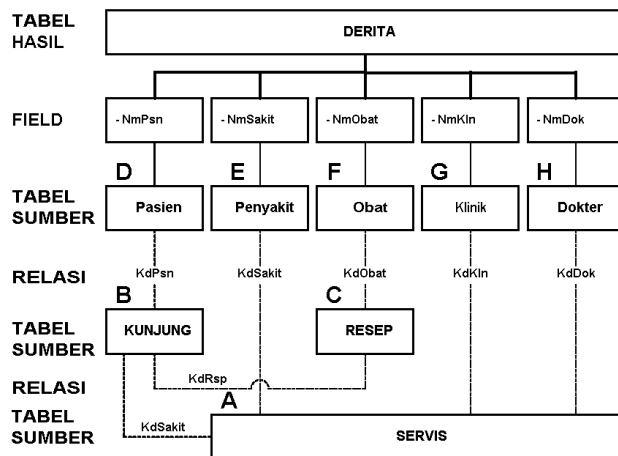 TABEL
HASIL
DERITA
FIELD
- NmPsn
- NmSakit
- NmObat
- NmKln
- NmDok
D
E
F
G
H
TABEL
SUMBER
Pasien
Penyakit
Obat
Klinik
Dokter
RELASI
KdPsn
KdSakit
KdObat
KdKln
KdDok
B
C
TABEL
SUMBER
KUNJUNG
RESEP
RELASI
KdRsp
A
TABEL
SUMBER
KdSakit
SERVIS